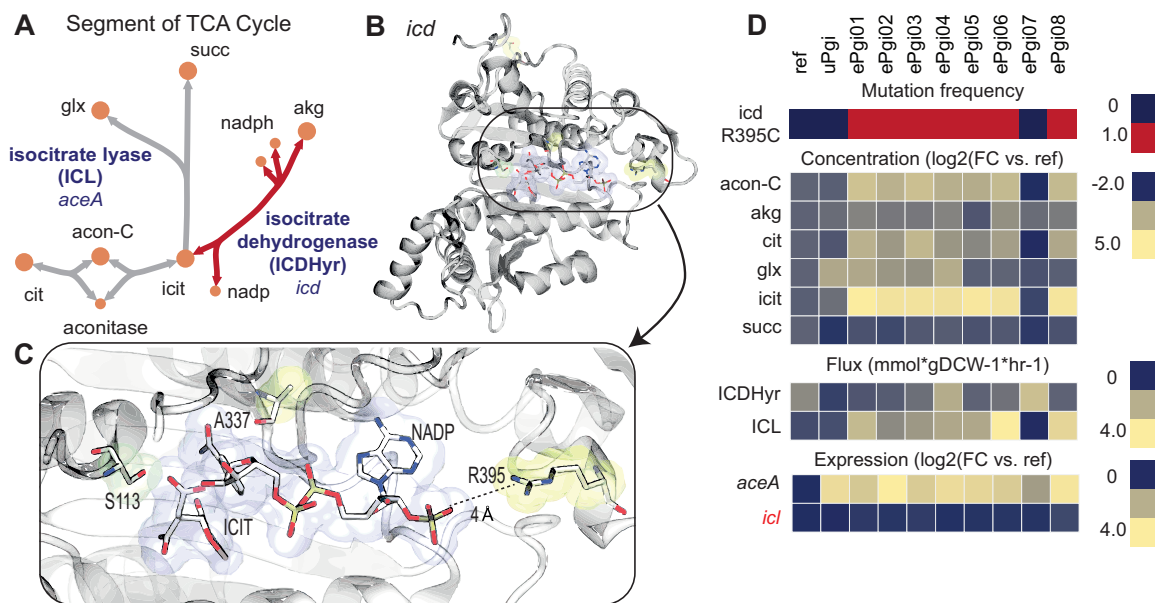 A Segment of TCA Cycle
succ
glx
akg
nadph
isocitrate lyase
(ICL)
aceA
acon-C
isocitrate
dehydrogenase
(ICDHyr)
icd
cit
icit
nadp
aconitase
B icd
C
A337
NADP
R395
S113
ICIT
4 Å
D
ref
uPgi
ePgi01
ePgi02
ePgi03
ePgi04
ePgi05
ePgi06
ePgi07
ePgi08
Mutation frequency
icd
R395C
0
1.0
Concentration (log2(FC vs. ref)
acon-C
akg
cit
glx
icit
succ
-2.0
5.0
Flux (mmol*gDCW-1*hr-1)
ICDHyr
ICL
0
4.0
Expression (log2(FC vs. ref)
aceA
icl
0
4.0